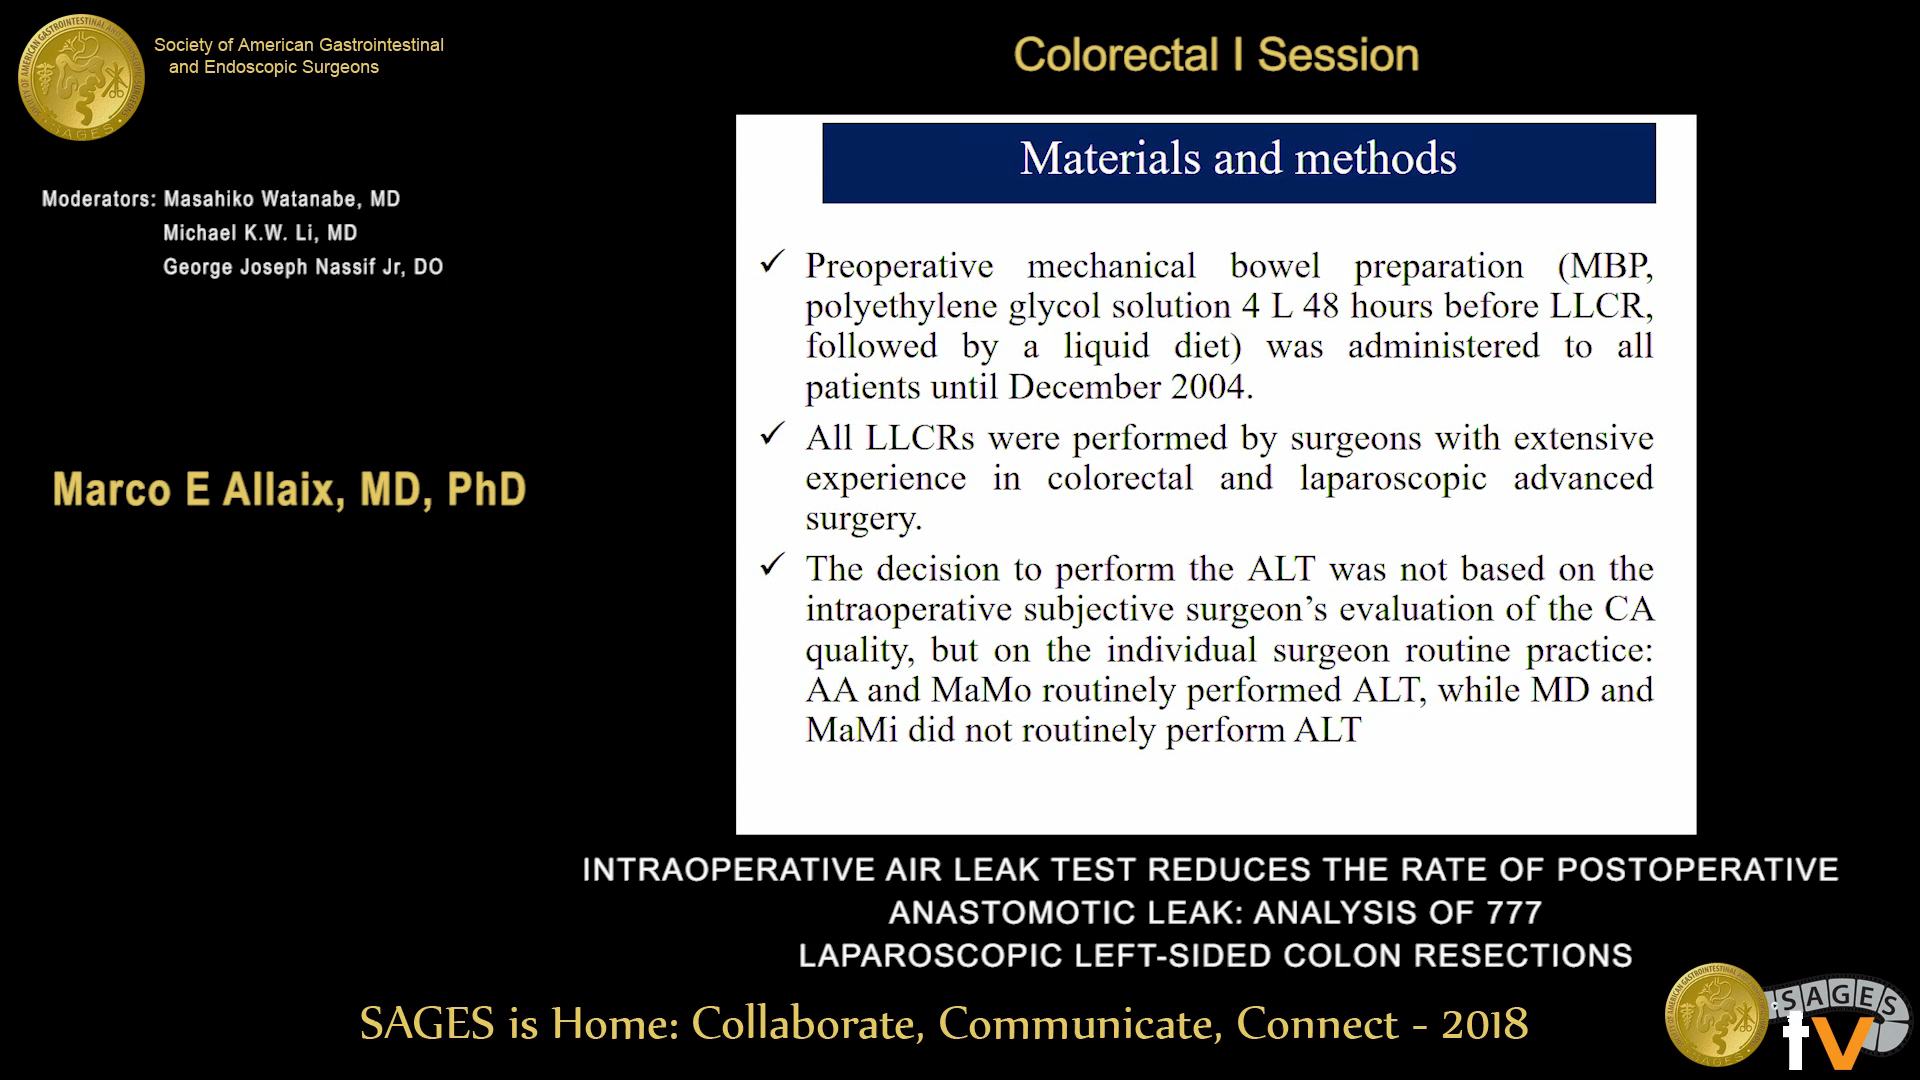 Society of American Gastrointestinal
and Endoscopic Surgeons
Colorectal I Session
Moderators: Masahiko Watanabe, MD
Michael K.W. Li, MD
George Joseph Nassif Jr, DO
Marco E Allaix, MD, PhD
Materials and methods
✓ Preoperative mechanical bowel preparation (MBP,
polyethylene glycol solution 4 L 48 hours before LLCR,
followed by a liquid diet) was administered to all
patients until December 2004.
✓ All LLCRs were performed by surgeons with extensive
experience in colorectal and laparoscopic advanced
surgery.
✓ The decision to perform the ALT was not based on the
intraoperative subjective surgeon’s evaluation of the CA
quality, but on the individual surgeon routine practice:
AA and MaMo routinely performed ALT, while MD and
MaMi did not routinely perform ALT
INTRAOPERATIVE AIR LEAK TEST REDUCES THE RATE OF POSTOPERATIVE
ANASTOMOTIC LEAK: ANALYSIS OF 777
LAPAROSCOPIC LEFT-SIDED COLON RESECTIONS
SAGES is Home: Collaborate, Communicate, Connect - 2018
SAGES
tv